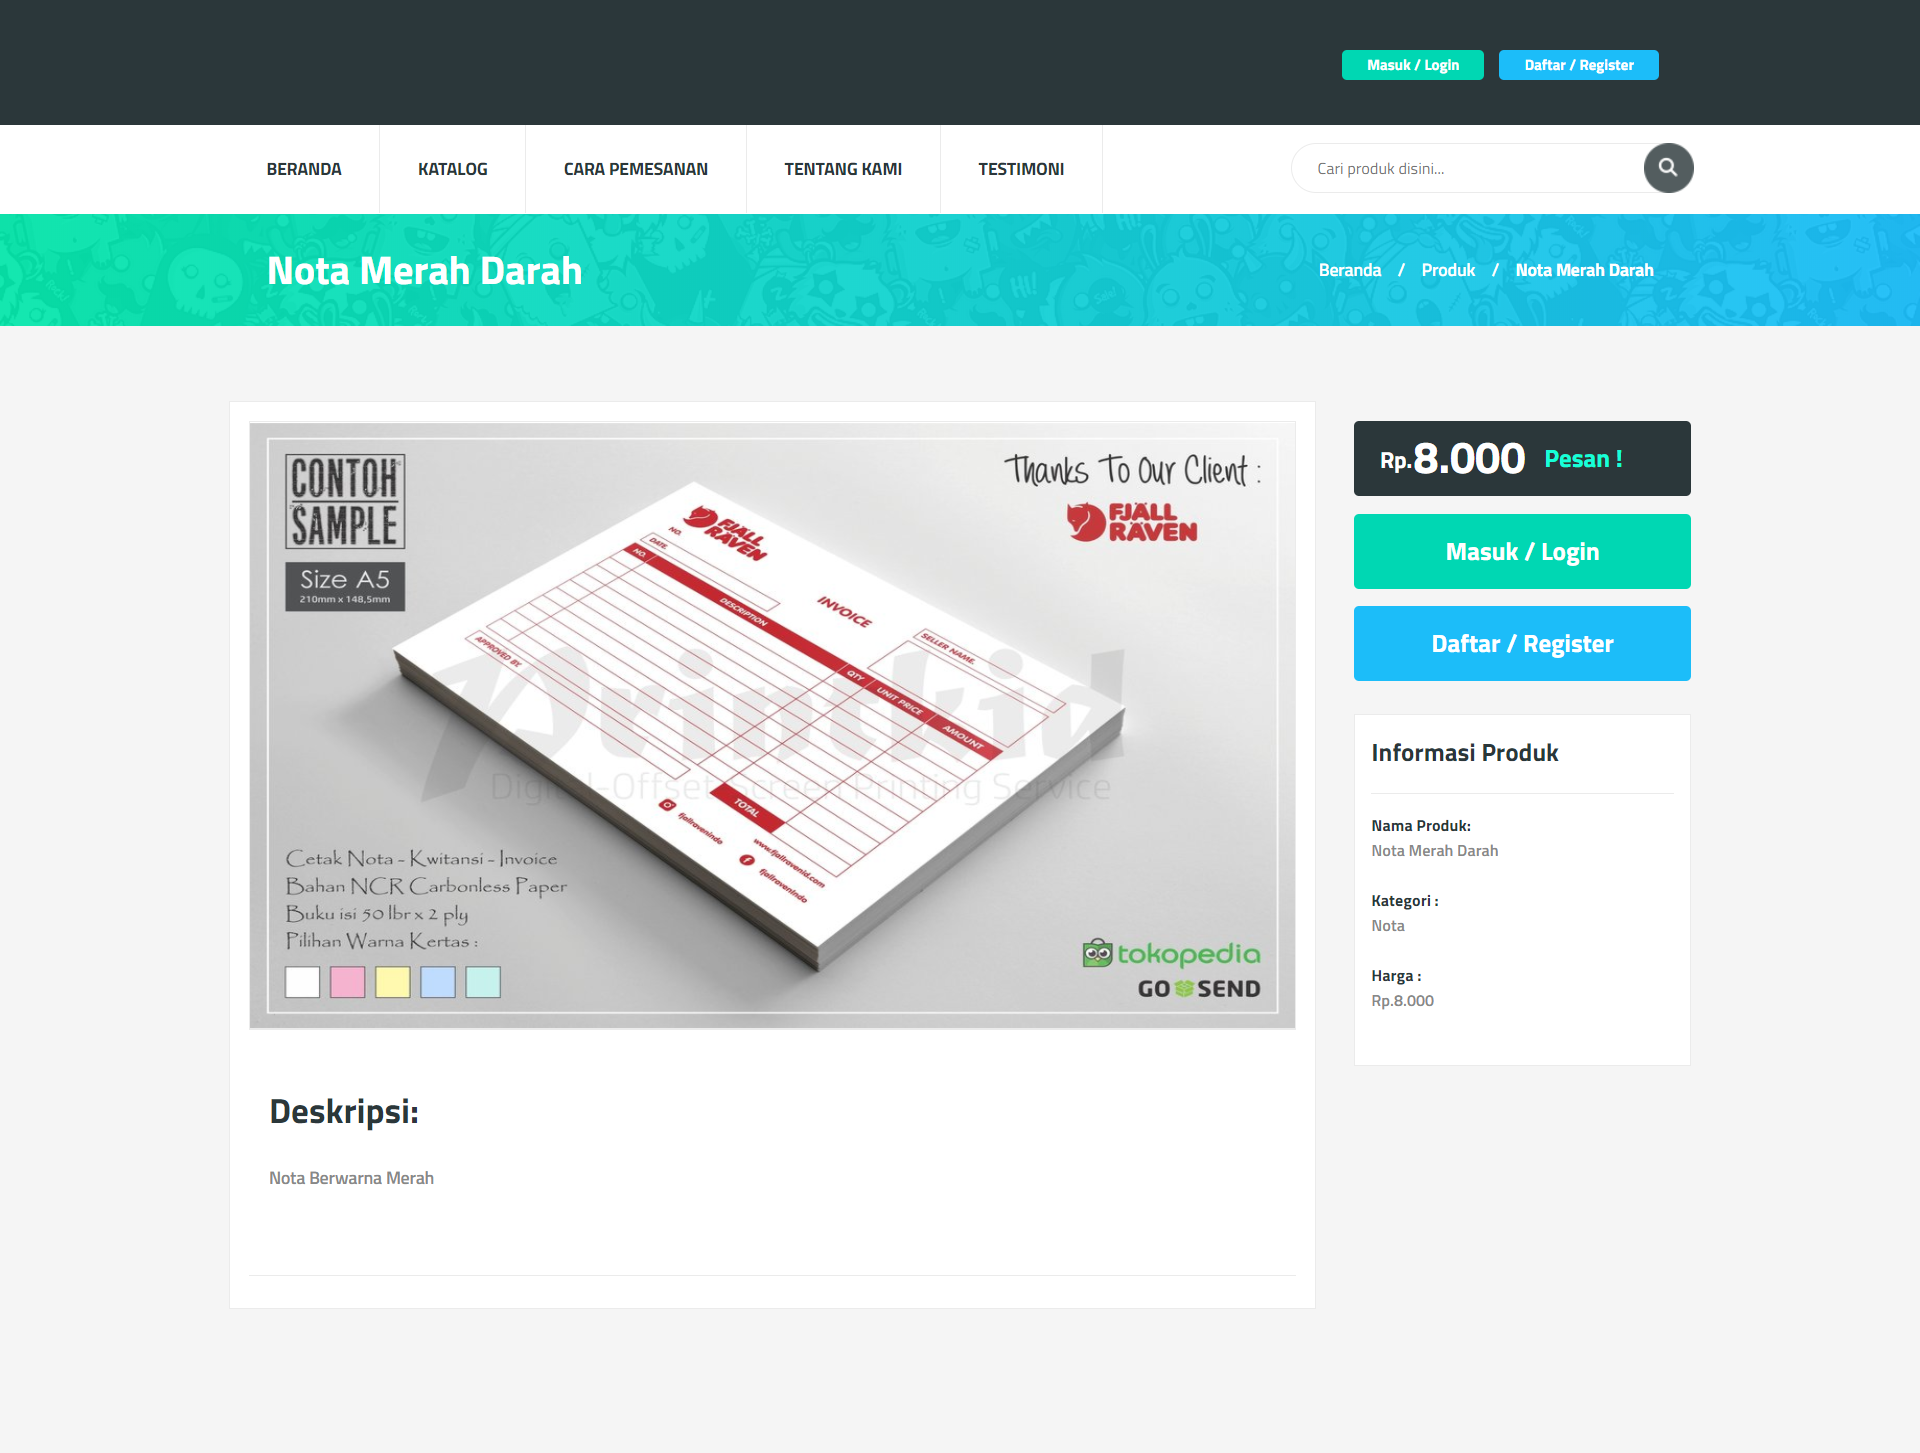 Masuk / Login
Daftar / Register
BERANDA
KATALOG
CARA PEMESANAN
TENTANG KAMI
TESTIMONI
Cari produk disini...
Nota Merah Darah
Beranda / Produk / Nota Merah Darah
CONTOH
SAMPLE
Size A5
210mm x 148,5mm
Thanks To Our Client :
FJÄLL
RÄVEN
FJÄLL
RÄVEN
NO.
DATE.
INVOICE
SELLER NAME.
NO.
DESCRIPTION
QTY
UNIT PRICE
AMOUNT
APPROVED BY
TOTAL
fjallravenindo
www.fjallravenid.com
fjallravenindo
Printkid
Digital-Offset-Screen Printing Service
Cetak Nota - Kwitansi - Invoice
Bahan NCR Carbonless Paper
Buku isi 50 lbr x 2 ply
Pilihan Warna Kertas :
tokopedia
GO SEND
Deskripsi:
Nota Berwarna Merah
Rp.8.000 Pesan !
Masuk / Login
Daftar / Register
Informasi Produk
Nama Produk:
Nota Merah Darah
Kategori :
Nota
Harga :
Rp.8.000